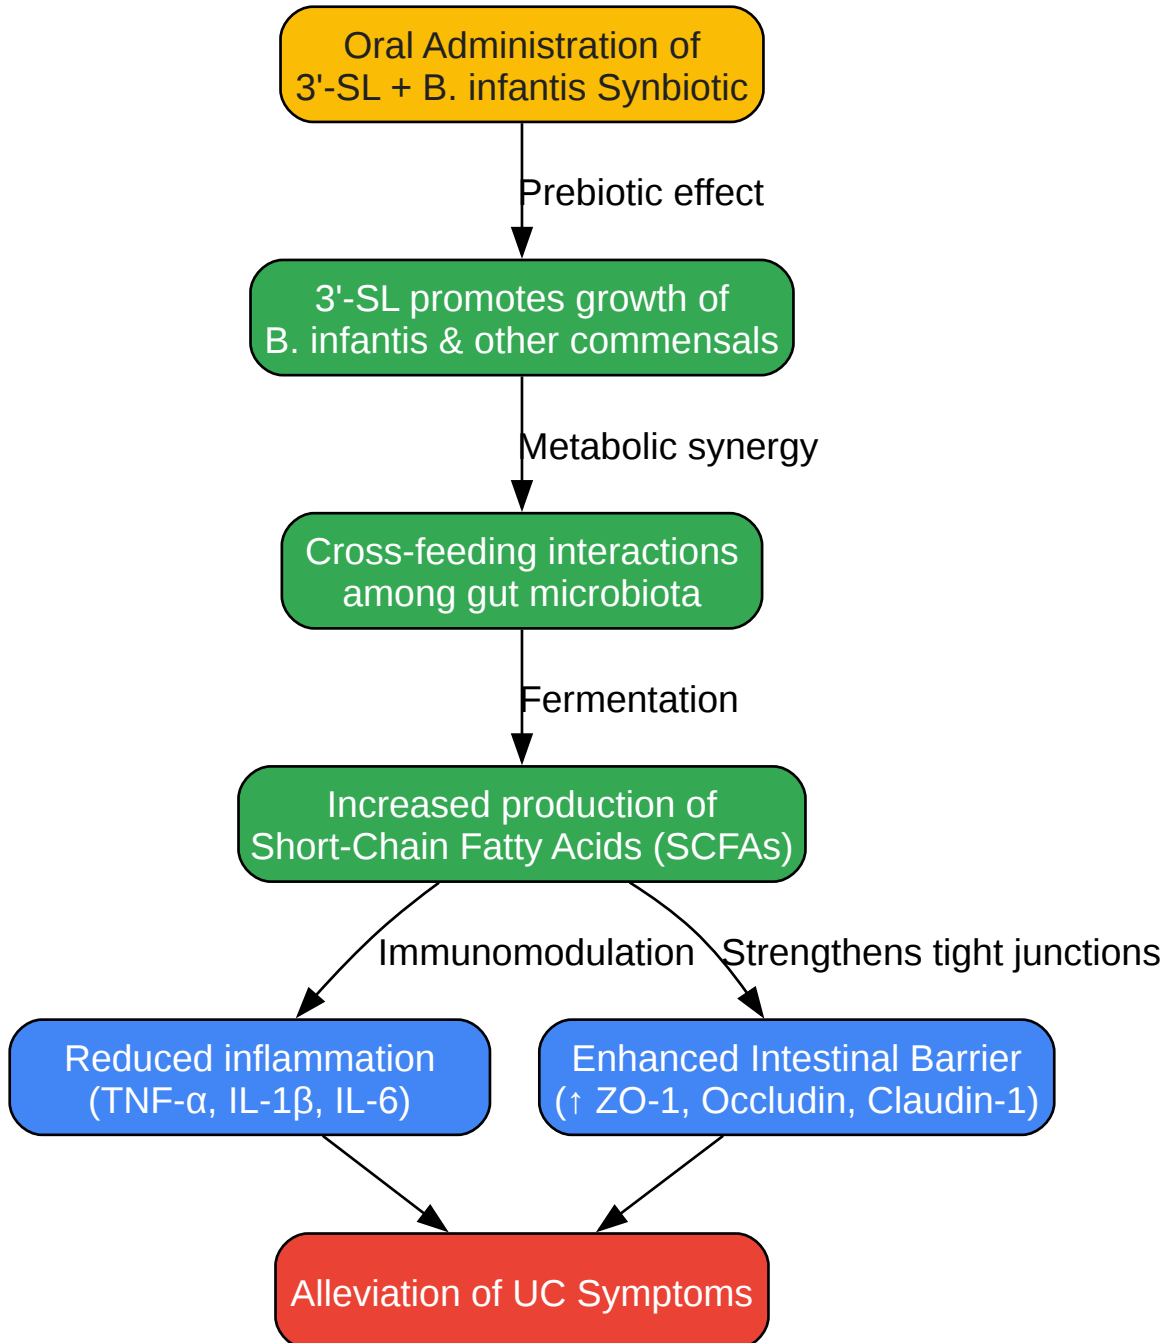 Oral Administration of
3'-SL + B. infantis Synbiotic
Prebiotic effect
3'-SL promotes growth of
B. infantis & other commensals
Metabolic synergy
Cross-feeding interactions
among gut microbiota
Fermentation
Increased production of
Short-Chain Fatty Acids (SCFAs)
Immunomodulation
Strengthens tight junctions
Reduced inflammation
(TNF-α, IL-1β, IL-6)
Enhanced Intestinal Barrier
(↑ ZO-1, Occludin, Claudin-1)
Alleviation of UC Symptoms